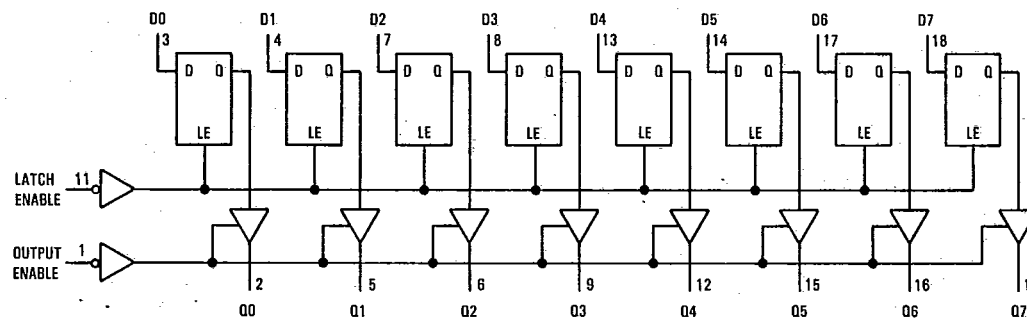 D0 D1 D2 D3 D4 D5 D6 D7
3 4 7 8 13 14 17 18
D Q D Q D Q D Q D Q D Q D Q D Q
LE LE LE LE LE LE LE LE
LATCH 11
ENABLE
OUTPUT 1
ENABLE
2 5 6 9 12 15 16 1
Q0 Q1 Q2 Q3 Q4 Q5 Q6 Q7